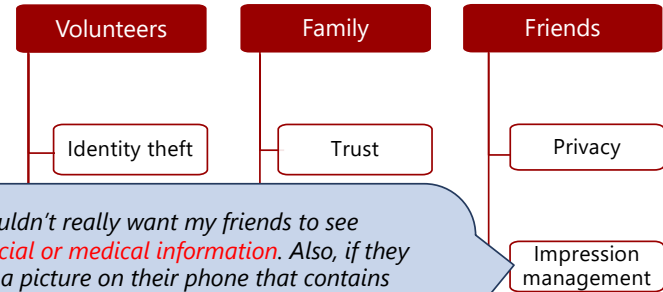 Volunteers
Family
Friends
Identity theft
Trust
Privacy
uldn't really want my friends to see
cial or medical information. Also, if they
a picture on their phone that contains
Impression
management